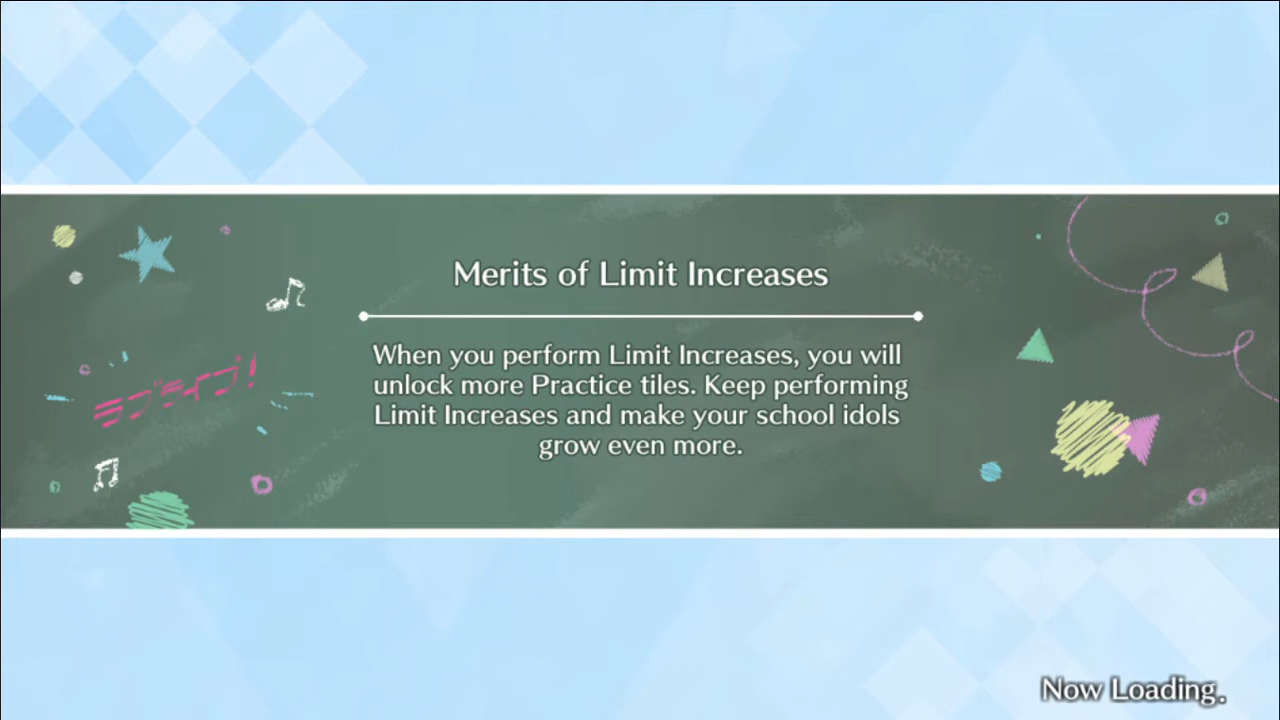 Merits of Limit Increases
When you perform Limit Increases, you will
unlock more Practice tiles. Keep performing
Limit Increases and make your school idols
grow even more.
ラブライブ!
Now Loading.